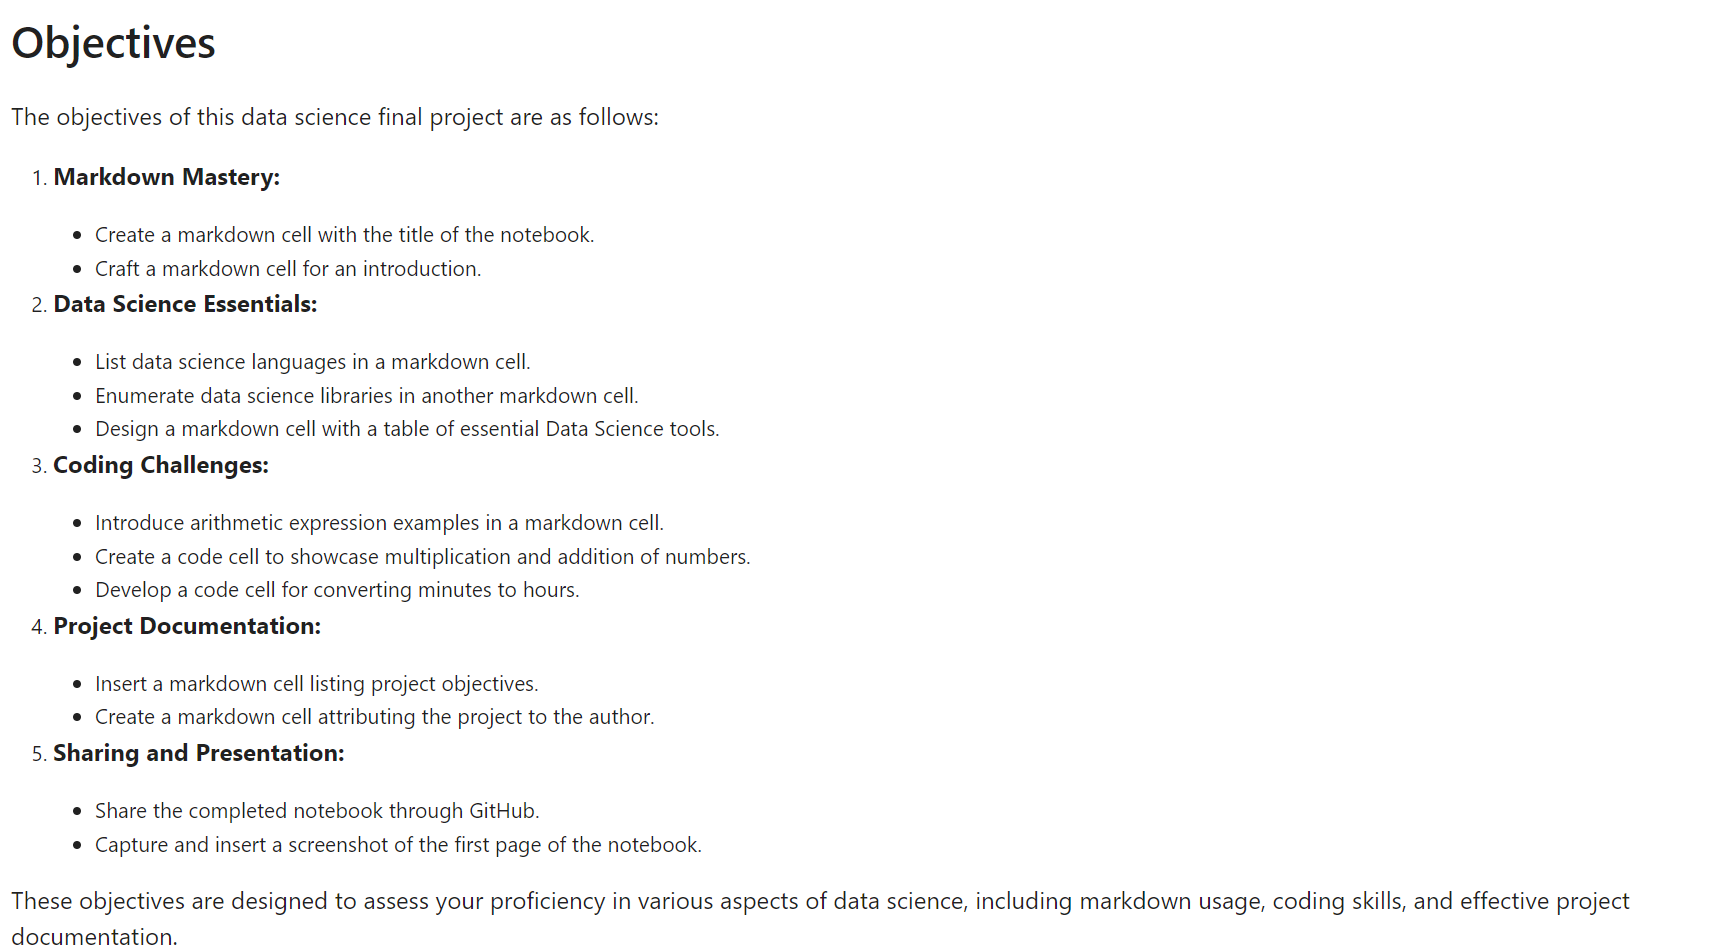 Objectives
The objectives of this data science final project are as follows:
1. Markdown Mastery:
• Create a markdown cell with the title of the notebook.
• Craft a markdown cell for an introduction.
2. Data Science Essentials:
• List data science languages in a markdown cell.
• Enumerate data science libraries in another markdown cell.
• Design a markdown cell with a table of essential Data Science tools.
3. Coding Challenges:
• Introduce arithmetic expression examples in a markdown cell.
• Create a code cell to showcase multiplication and addition of numbers.
• Develop a code cell for converting minutes to hours.
4. Project Documentation:
• Insert a markdown cell listing project objectives.
• Create a markdown cell attributing the project to the author.
5. Sharing and Presentation:
• Share the completed notebook through GitHub.
• Capture and insert a screenshot of the first page of the notebook.
These objectives are designed to assess your proficiency in various aspects of data science, including markdown usage, coding skills, and effective project
documentation.